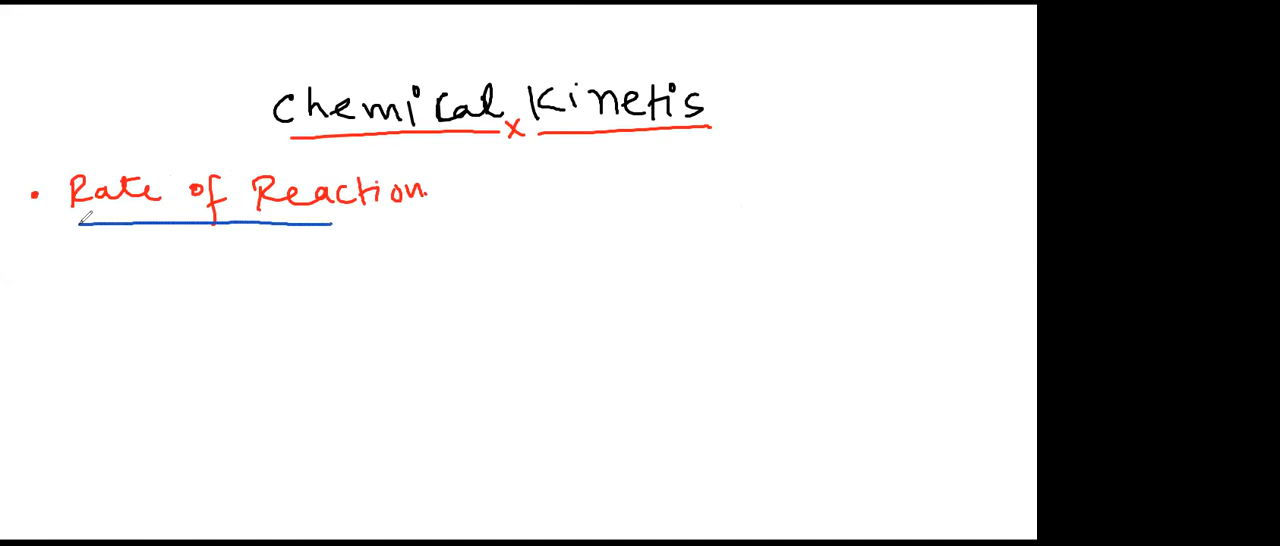 Chemical Kinetis
x
• Rate of Reaction.